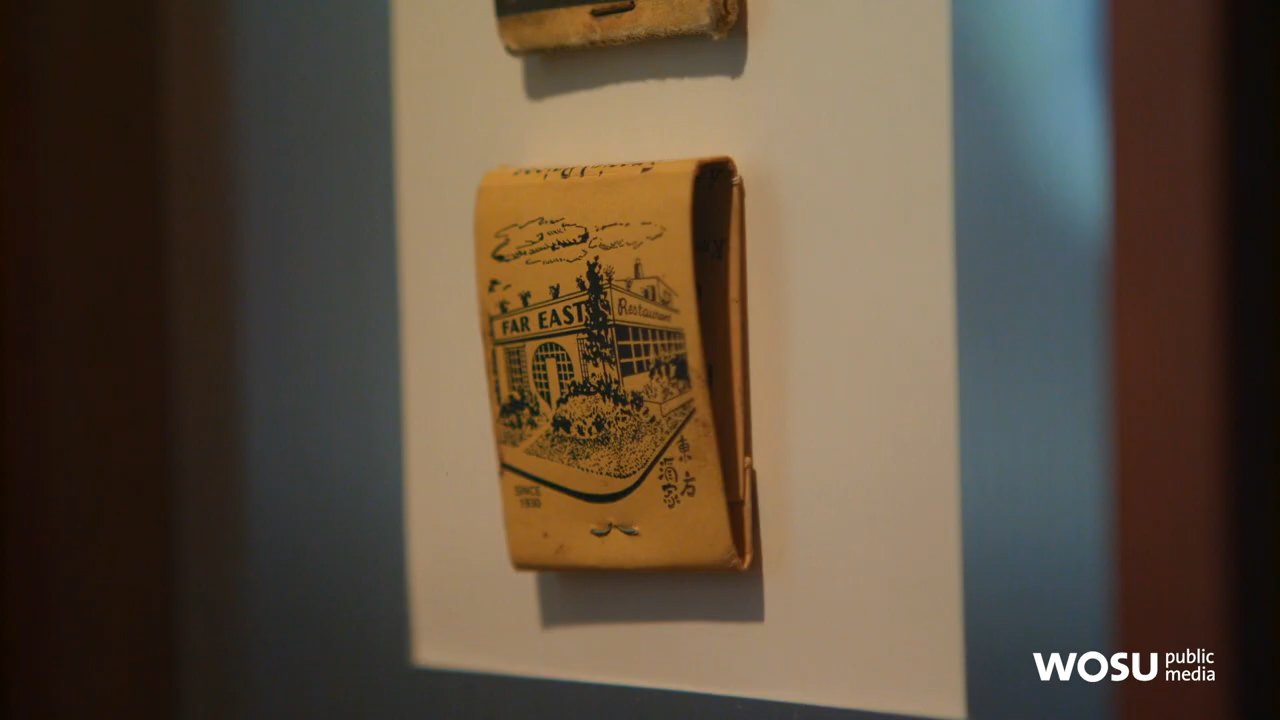 FAR EAST
Restaurant
SINCE
1930
東方
酒家
WOSU public
media